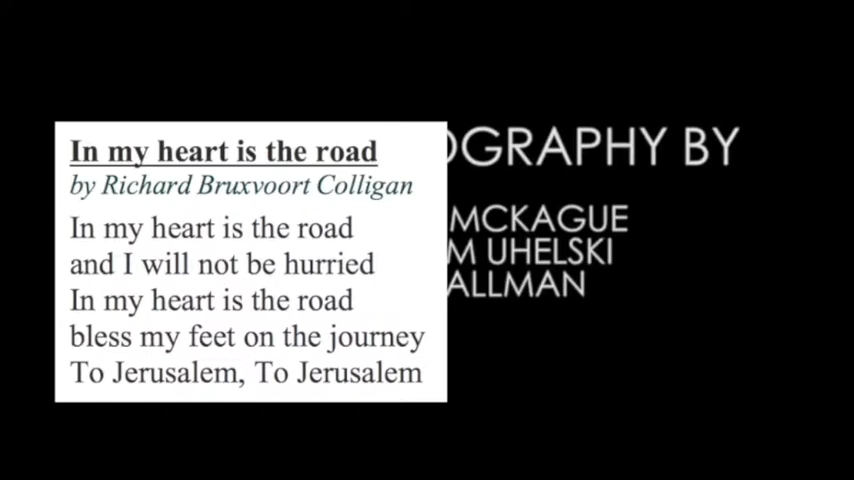 In my heart is the road
by Richard Bruxvoort Colligan
In my heart is the road
and I will not be hurried
In my heart is the road
bless my feet on the journey
To Jerusalem, To Jerusalem
OGRAPHY BY
MCKAGUE
M UHELSKI
ALLMAN